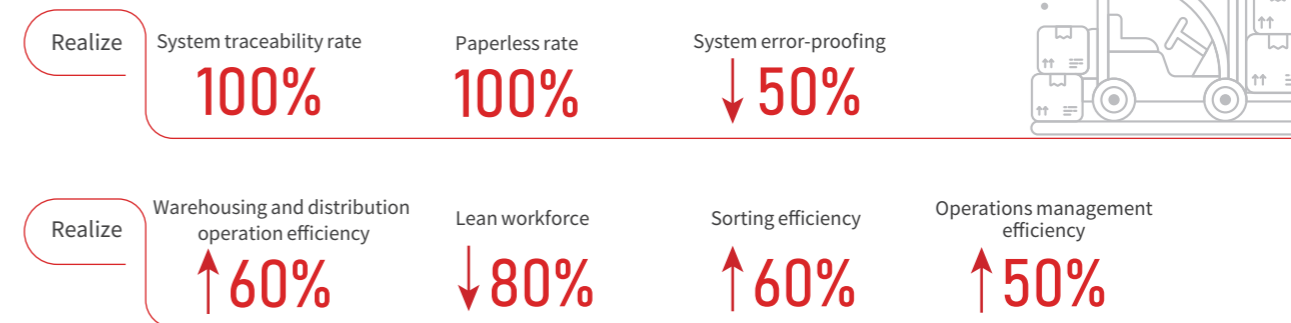 Realize
System traceability rate
100%
Paperless rate
100%
System error-proofing
↓ 50%
Realize
Warehousing and distribution
operation efficiency
↑ 60%
Lean workforce
↓ 80%
Sorting efficiency
↑ 60%
Operations management
efficiency
↑ 50%